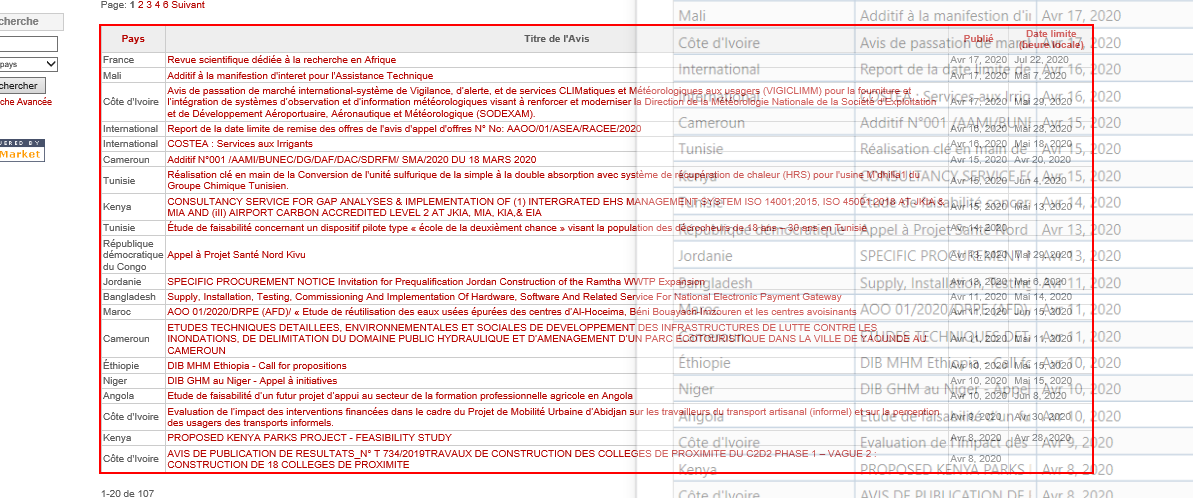 Page: 1 2 3 4 6 Suivant
cherche
pays
hercher
he Avancée
WERED BY
Market
Pays Titre de l'Avis Publié Date limite
(heure locale)
France Revue scientifique dédiée à la recherche en Afrique Avr 17, 2020 Jul 22, 2020
Mali Additif à la manifestion d'interet pour l'Assistance Technique Avr 17, 2020 Mai 7, 2020
Avis de passation de marché international-système de Vigilance, d'alerte, et de services CLIMatiques et Météorologiques aux usagers (VIGICLIMM) pour la fourniture et
Côte d'Ivoire l'intégration de systèmes d'observation et d'information météorologiques visant à renforcer et moderniser la Direction de la Météorologie Nationale de la Société d'Exploitation Avr 17, 2020 Mai 29, 2020
et de Développement Aéroportuaire, Aéronautique et Météorologique (SODEXAM).
International Report de la date limite de remise des offres de l'avis d'appel d'offres N° No: AAOO/01/ASEA/RACEE/2020 Avr 16, 2020 Mai 28, 2020
International COSTEA : Services aux Irrigants Avr 16, 2020 Mai 18, 2020
Cameroun Additif N°001 /AAMI/BUNEC/DG/DAF/DAC/SDRFM/ SMA/2020 DU 18 MARS 2020 Avr 15, 2020 Avr 20, 2020
Tunisie Réalisation clé en main de la Conversion de l'unité sulfurique de la simple à la double absorption avec système de récupération de chaleur (HRS) pour l'usine M'dhilla1 du Avr 15, 2020 Jun 4, 2020
Groupe Chimique Tunisien.
Kenya CONSULTANCY SERVICE FOR GAP ANALYSES & IMPLEMENTATION OF (1) INTERGRATED EHS MANAGEMENT SYSTEM ISO 14001:2015, ISO 45001:2018 AT JKIA & Avr 15, 2020 Mai 13, 2020
MIA AND (iII) AIRPORT CARBON ACCREDITED LEVEL 2 AT JKIA, MIA, KIA,& EIA
Tunisie Étude de faisabilité concernant un dispositif pilote type « école de la deuxièment chance » visant la population des décrocheurs de 18 ans – 30 ans en Tunisie Avr 14, 2020
République
démocratique Appel à Projet Santé Nord Kivu Avr 13, 2020 Mai 29, 2020
du Congo
Jordanie SPECIFIC PROCUREMENT NOTICE Invitation for Prequalification Jordan Construction of the Ramtha WWTP Expansion Avr 13, 2020 Mai 6, 2020
Bangladesh Supply, Installation, Testing, Commissioning And Implementation Of Hardware, Software And Related Service For National Electronic Payment Gateway Avr 11, 2020 Mai 14, 2020
Maroc AOO 01/2020/DRPE (AFD)/ « Etude de réutilisation des eaux usées épurées des centres d'Al-Hoceima, Béni Bouayach-Imzouren et les centres avoisinants Avr 11, 2020 Jun 15, 2020
ETUDES TECHNIQUES DETAILLEES, ENVIRONNEMENTALES ET SOCIALES DE DEVELOPPEMENT DES INFRASTRUCTURES DE LUTTE CONTRE LES
Cameroun INONDATIONS, DE DELIMITATION DU DOMAINE PUBLIC HYDRAULIQUE ET D'AMENAGEMENT D'UN PARC ECOTOURISTIQUE DANS LA VILLE DE YAOUNDE AU Avr 11, 2020 Mai 11, 2020
CAMEROUN
Éthiopie DIB MHM Ethiopia - Call for propositions Avr 10, 2020 Mai 15, 2020
Niger DIB GHM au Niger - Appel à initiatives Avr 10, 2020 Mai 15, 2020
Angola Etude de faisabilité d'un futur projet d'appui au secteur de la formation professionnelle agricole en Angola Avr 10, 2020 Jun 8, 2020
Côte d'Ivoire Evaluation de l'impact des interventions financées dans le cadre du Projet de Mobilité Urbaine d'Abidjan sur les travailleurs du transport artisanal (informel) et sur la perception Avr 9, 2020 Avr 30, 2020
des usagers des transports informels.
Kenya PROPOSED KENYA PARKS PROJECT - FEASIBILITY STUDY Avr 8, 2020 Avr 28, 2020
Côte d'Ivoire AVIS DE PUBLICATION DE RESULTATS_N° T 734/2019TRAVAUX DE CONSTRUCTION DES COLLEGES DE PROXIMITE DU C2D2 PHASE 1 – VAGUE 2 : Avr 8, 2020
CONSTRUCTION DE 18 COLLEGES DE PROXIMITE
1-20 de 107
Mali Additif à la manifestion d'i Avr 17, 2020
Côte d'Ivoire Avis de passation de mar Avr 17, 2020
International Report de la date limite de Avr 16, 2020
International COSTEA : Services aux Irrig Avr 16, 2020
Cameroun Additif N°001 /AAMI/BUNI Avr 15, 2020
Tunisie Réalisation clé en main de Avr 15, 2020
Kenya CONSULTANCY SERVICE F Avr 15, 2020
Tunisie Étude de faisabilité concer Avr 14, 2020
République démocratique Appel à Projet Santé Nord Avr 13, 2020
Jordanie SPECIFIC PROCUREMENT Avr 13, 2020
Bangladesh Supply, Installation, Testing Avr 11, 2020
Maroc AOO 01/2020/DRPE (AFD) Avr 11, 2020
Cameroun ETUDES TECHNIQUES DET Avr 11, 2020
Éthiopie DIB MHM Ethiopia - Call fo Avr 10, 2020
Niger DIB GHM au Niger - Appel Avr 10, 2020
Angola Etude de faisabilité d'un fu Avr 10, 2020
Côte d'Ivoire Evaluation de l'impact des Avr 9, 2020
Kenya PROPOSED KENYA PARKS Avr 8, 2020
Côte d'Ivoire AVIS DE PUBLICATION DE Avr 8, 2020